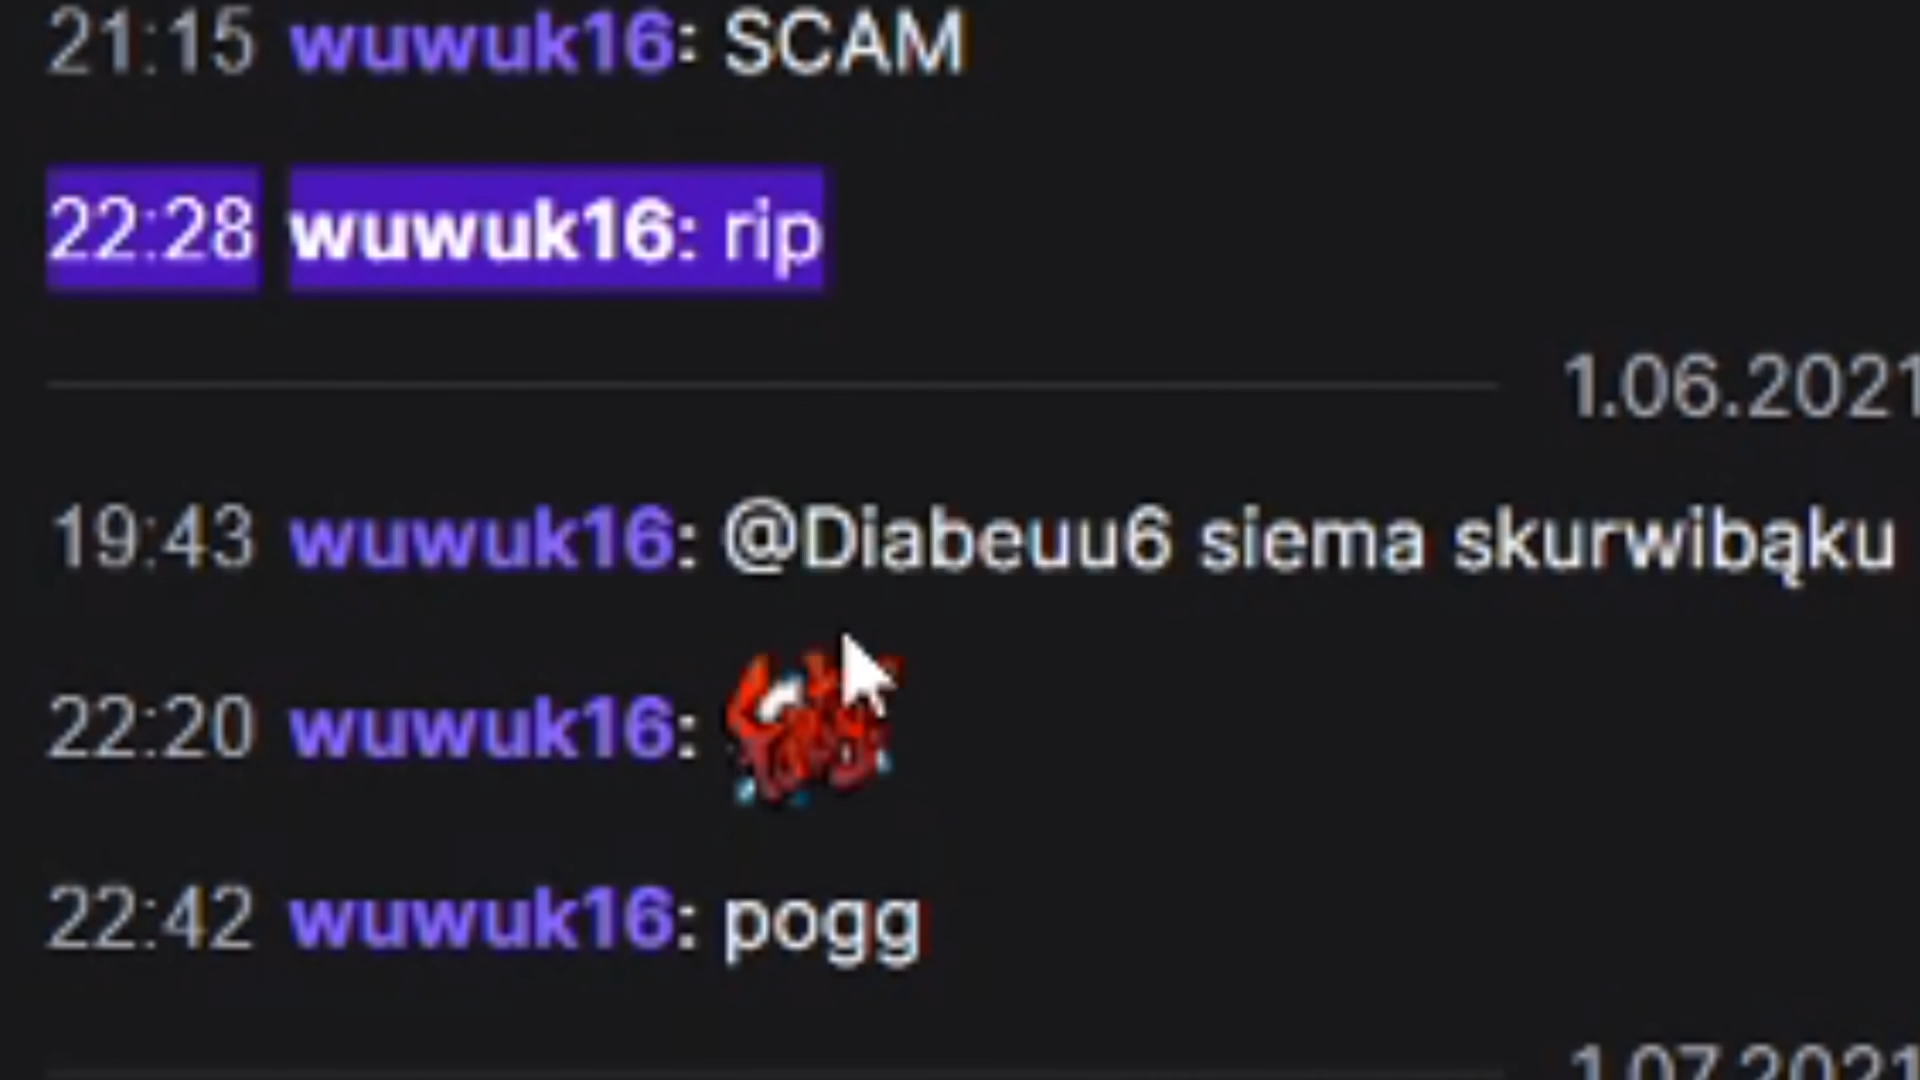 21:15 wuwuk16: SCAM
22:28 wuwuk16: rip
1.06.2021
19:43 wuwuk16: @Diabeuu6 siema skurwibąku
22:20 wuwuk16:
22:42 wuwuk16: pogg
1.07.2021